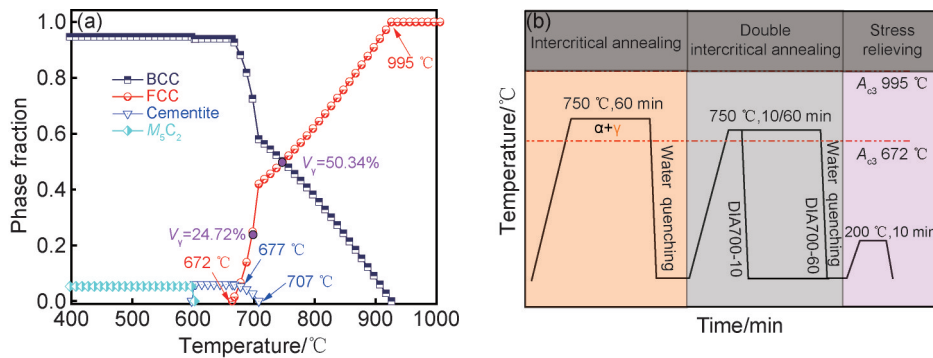 (a)
1.0
0.8
0.6
0.4
0.2
0.0
Phase fraction
BCC
FCC
Cementite
M₅C₂
995 ℃
Vγ=50.34%
Vγ=24.72%
677 ℃
672 ℃
707 ℃
400 500 600 700 800 900 1000
Temperature/℃
(b)
Intercritical annealing
Double
intercritical annealing
Stress
relieving
Temperature/℃
750 ℃,60 min
α+γ
Water quenching
750 ℃,10/60 min
DIA700-10
DIA700-60
Water quenching
Ac3 995 ℃
Ac3 672 ℃
200 ℃,10 min
Time/min